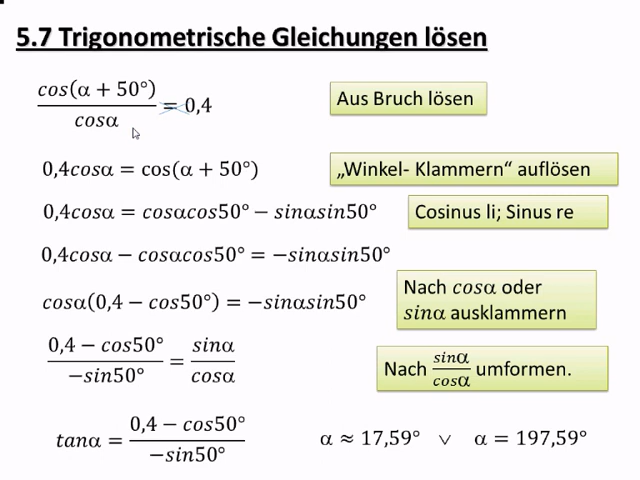 5.7 Trigonometrische Gleichungen lösen
cos(α + 50°)/cosα = 0,4
Aus Bruch lösen
0,4cosα = cos(α + 50°)
„Winkel- Klammern“ auflösen
0,4cosα = cosαcos50° − sinαsin50°
Cosinus li; Sinus re
0,4cosα − cosαcos50° = −sinαsin50°
cosα(0,4 − cos50°) = −sinαsin50°
Nach cosα oder
sinα ausklammern
(0,4 − cos50°)/(−sin50°) = sinα/cosα
Nach sinα/cosα umformen.
tanα = (0,4 − cos50°)/(−sin50°)
α ≈ 17,59° ∨ α = 197,59°